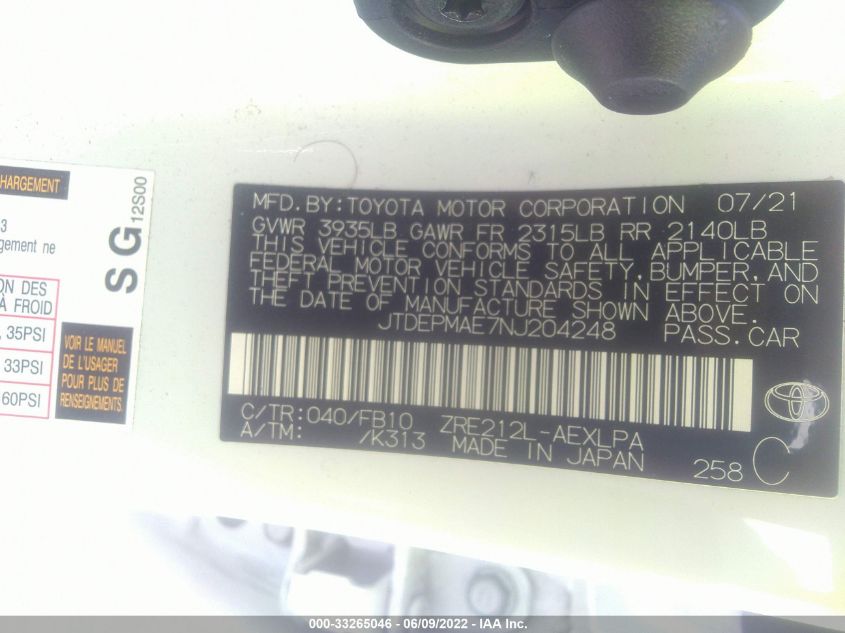 HARGEMENT
3
gement ne
ON DES
À FROID
, 35PSI
33PSI
60PSI
SG12S00
VOIR LE MANUEL
DE L'USAGER
POUR PLUS DE
RENSEIGNEMENTS.
MFD.BY:TOYOTA MOTOR CORPORATION 07/21
GVWR 3935LB GAWR FR 2315LB RR 2140LB
THIS VEHICLE CONFORMS TO ALL APPLICABLE
FEDERAL MOTOR VEHICLE SAFETY,BUMPER,AND
THEFT PREVENTION STANDARDS IN EFFECT ON
THE DATE OF MANUFACTURE SHOWN ABOVE.
JTDEPMAE7NJ204248 PASS.CAR
C/TR:040/FB10 ZRE212L-AEXLPA
A/TM: /K313 MADE IN JAPAN
258 C
000-33265046 - 06/09/2022 - IAA Inc.